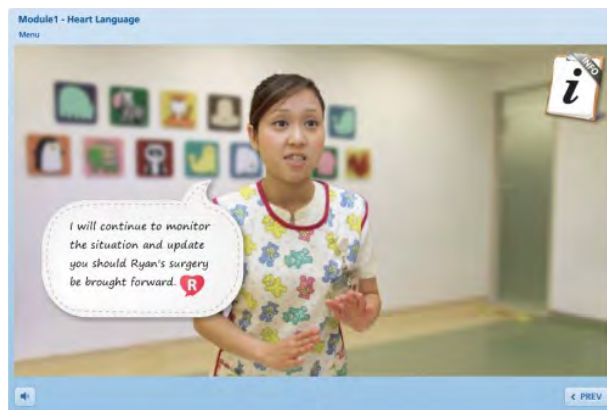 Module1 - Heart Language
Menu
INFO
i
I will continue to monitor
the situation and update
you should Ryan's surgery
be brought forward. R
< PREV